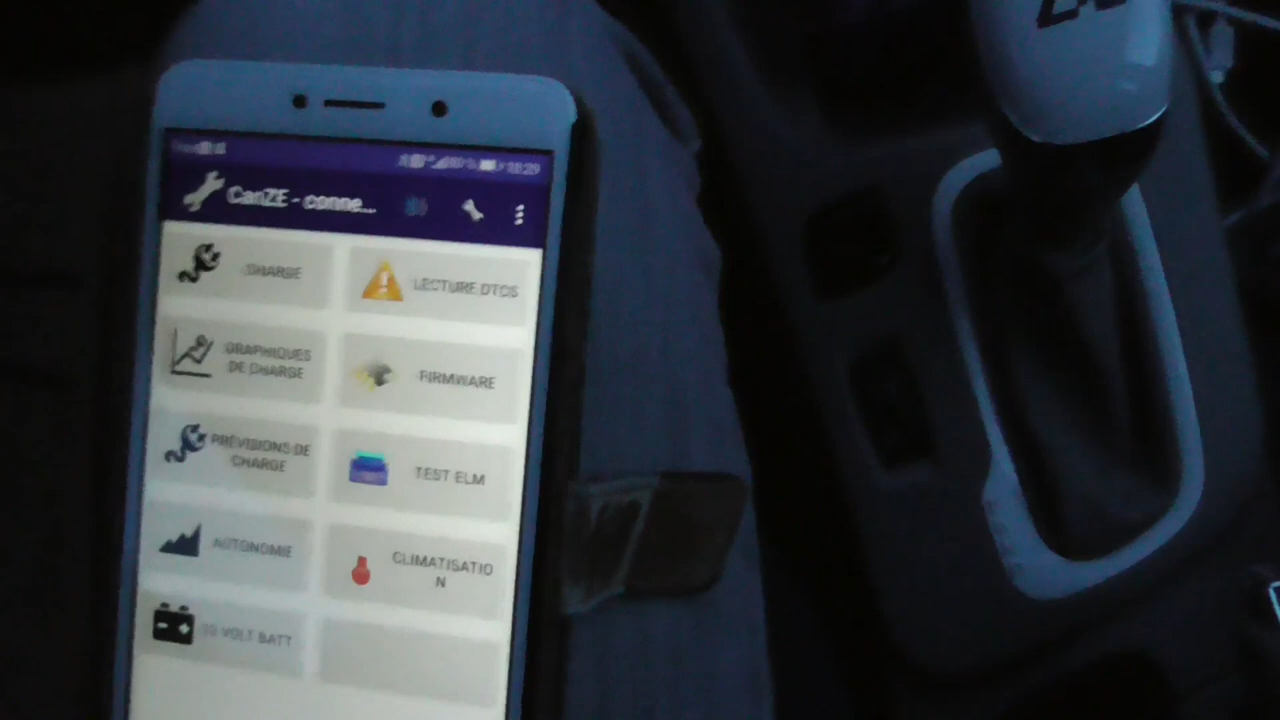 CanZE - conne...
CHARGE
LECTURE DTCS
GRAPHIQUES
DE CHARGE
FIRMWARE
PRÉVISIONS DE
CHARGE
TEST ELM
AUTONOMIE
CLIMATISATIO
N
VOLT BATT